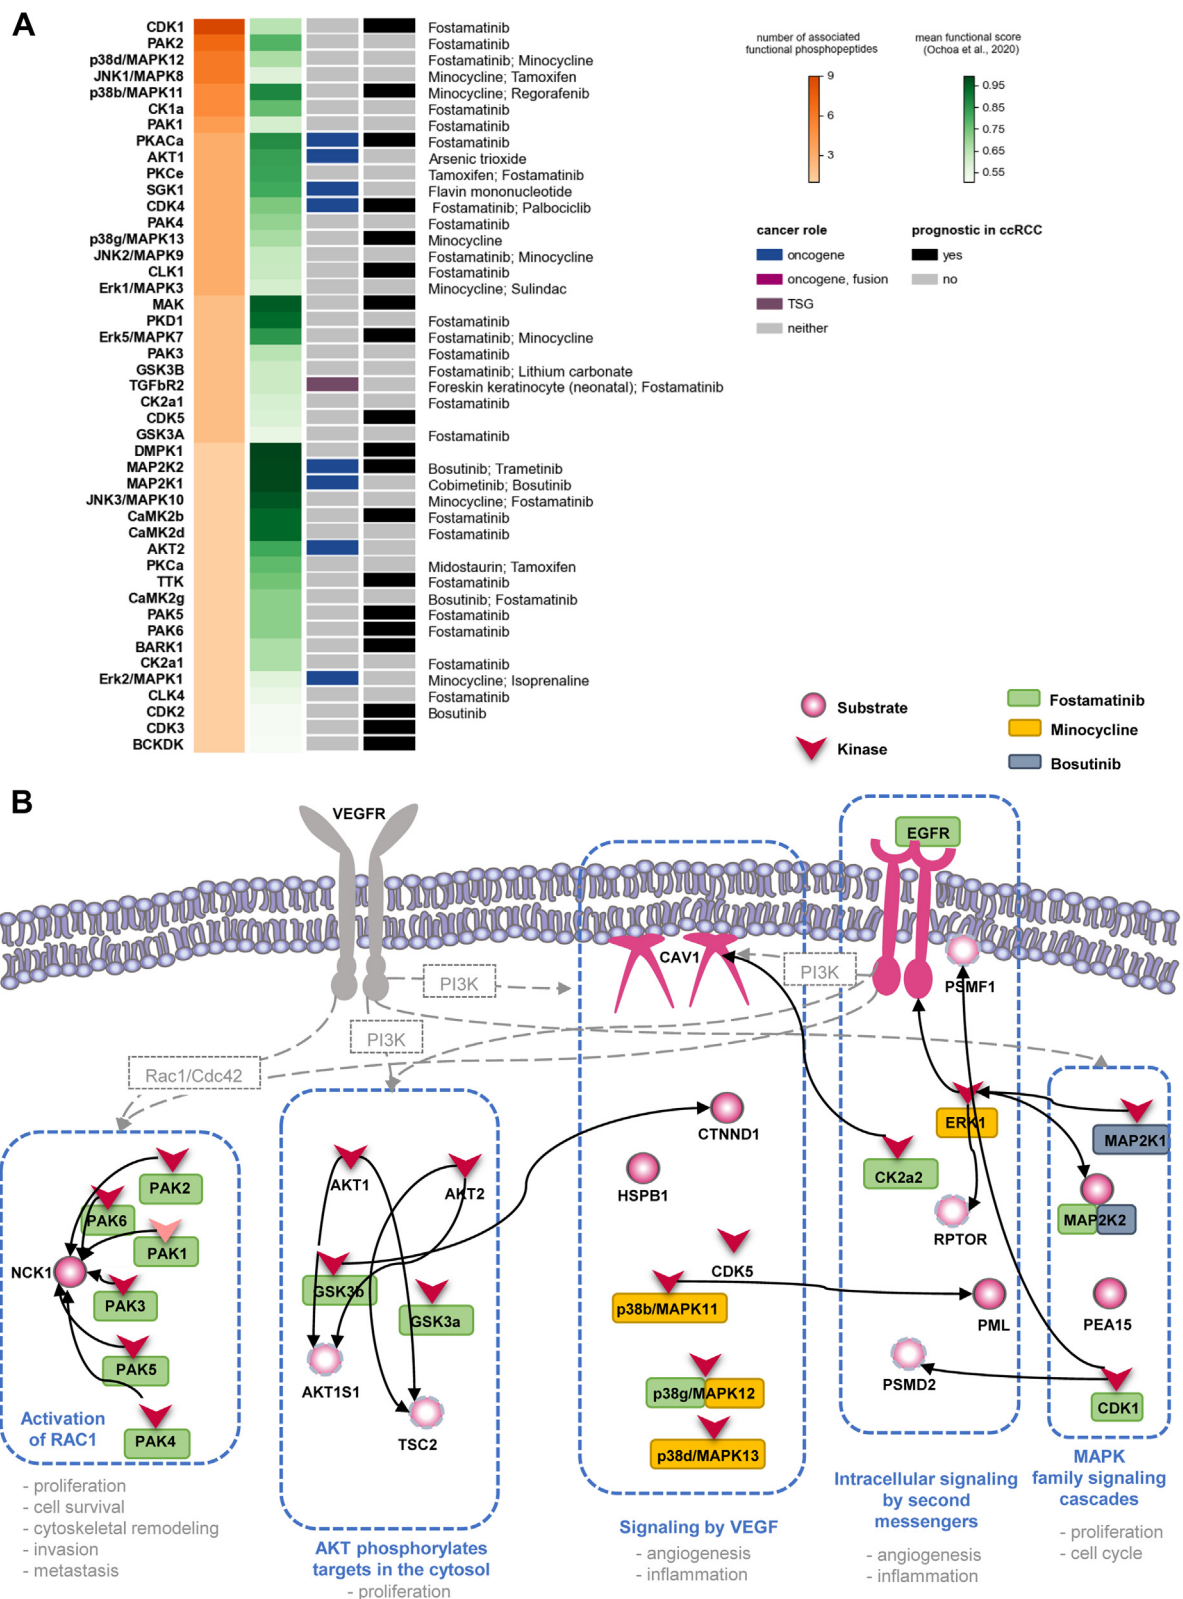 A
CDK1 Fostamatinib
PAK2 Fostamatinib
p38d/MAPK12 Fostamatinib; Minocycline
JNK1/MAPK8 Minocycline; Tamoxifen
p38b/MAPK11 Minocycline; Regorafenib
CK1a Fostamatinib
PAK1 Fostamatinib
PKACa Fostamatinib
AKT1 Arsenic trioxide
PKCe Tamoxifen; Fostamatinib
SGK1 Flavin mononucleotide
CDK4 Fostamatinib; Palbociclib
PAK4 Fostamatinib
p38g/MAPK13 Minocycline
JNK2/MAPK9 Fostamatinib; Minocycline
CLK1 Fostamatinib
Erk1/MAPK3 Minocycline; Sulindac
MAK
PKD1 Fostamatinib
Erk5/MAPK7 Fostamatinib; Minocycline
PAK3 Fostamatinib
GSK3B Fostamatinib; Lithium carbonate
TGFbR2 Foreskin keratinocyte (neonatal); Fostamatinib
CK2a1 Fostamatinib
CDK5
GSK3A Fostamatinib
DMPK1
MAP2K2 Bosutinib; Trametinib
MAP2K1 Cobimetinib; Bosutinib
JNK3/MAPK10 Minocycline; Fostamatinib
CaMK2b Fostamatinib
CaMK2d Fostamatinib
AKT2
PKCa Midostaurin; Tamoxifen
TTK Fostamatinib
CaMK2g Bosutinib; Fostamatinib
PAK5 Fostamatinib
PAK6 Fostamatinib
BARK1
CK2a1 Fostamatinib
Erk2/MAPK1 Minocycline; Isoprenaline
CLK4 Fostamatinib
CDK2 Bosutinib
CDK3
BCKDK
number of associated
functional phosphopeptides
9
6
3
mean functional score
(Ochoa et al., 2020)
0.95
0.85
0.75
0.65
0.55
cancer role
oncogene
oncogene, fusion
TSG
neither
prognostic in ccRCC
yes
no
Substrate
Kinase
Fostamatinib
Minocycline
Bosutinib
B
VEGFR
EGFR
CAV1
PI3K
PSMF1
PI3K
PI3K
Rac1/Cdc42
PAK2
PAK6
PAK1
NCK1
PAK3
PAK5
PAK4
Activation
of RAC1
- proliferation
- cell survival
- cytoskeletal remodeling
- invasion
- metastasis
AKT1
AKT2
GSK3b
GSK3a
AKT1S1
TSC2
AKT phosphorylates
targets in the cytosol
- proliferation
CTNND1
HSPB1
CDK5
p38b/MAPK11
p38g/MAPK12
p38d/MAPK13
Signaling by VEGF
- angiogenesis
- inflammation
ERK1
CK2a2
RPTOR
PML
PSMD2
Intracellular signaling
by second
messengers
- angiogenesis
- inflammation
MAP2K1
MAP2K2
PEA15
CDK1
MAPK
family signaling
cascades
- proliferation
- cell cycle